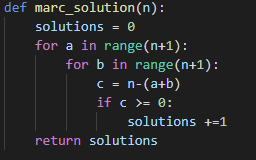 def marc_solution(n):
    solutions = 0
    for a in range(n+1):
        for b in range(n+1):
            c = n-(a+b)
            if c >= 0:
                solutions +=1
    return solutions